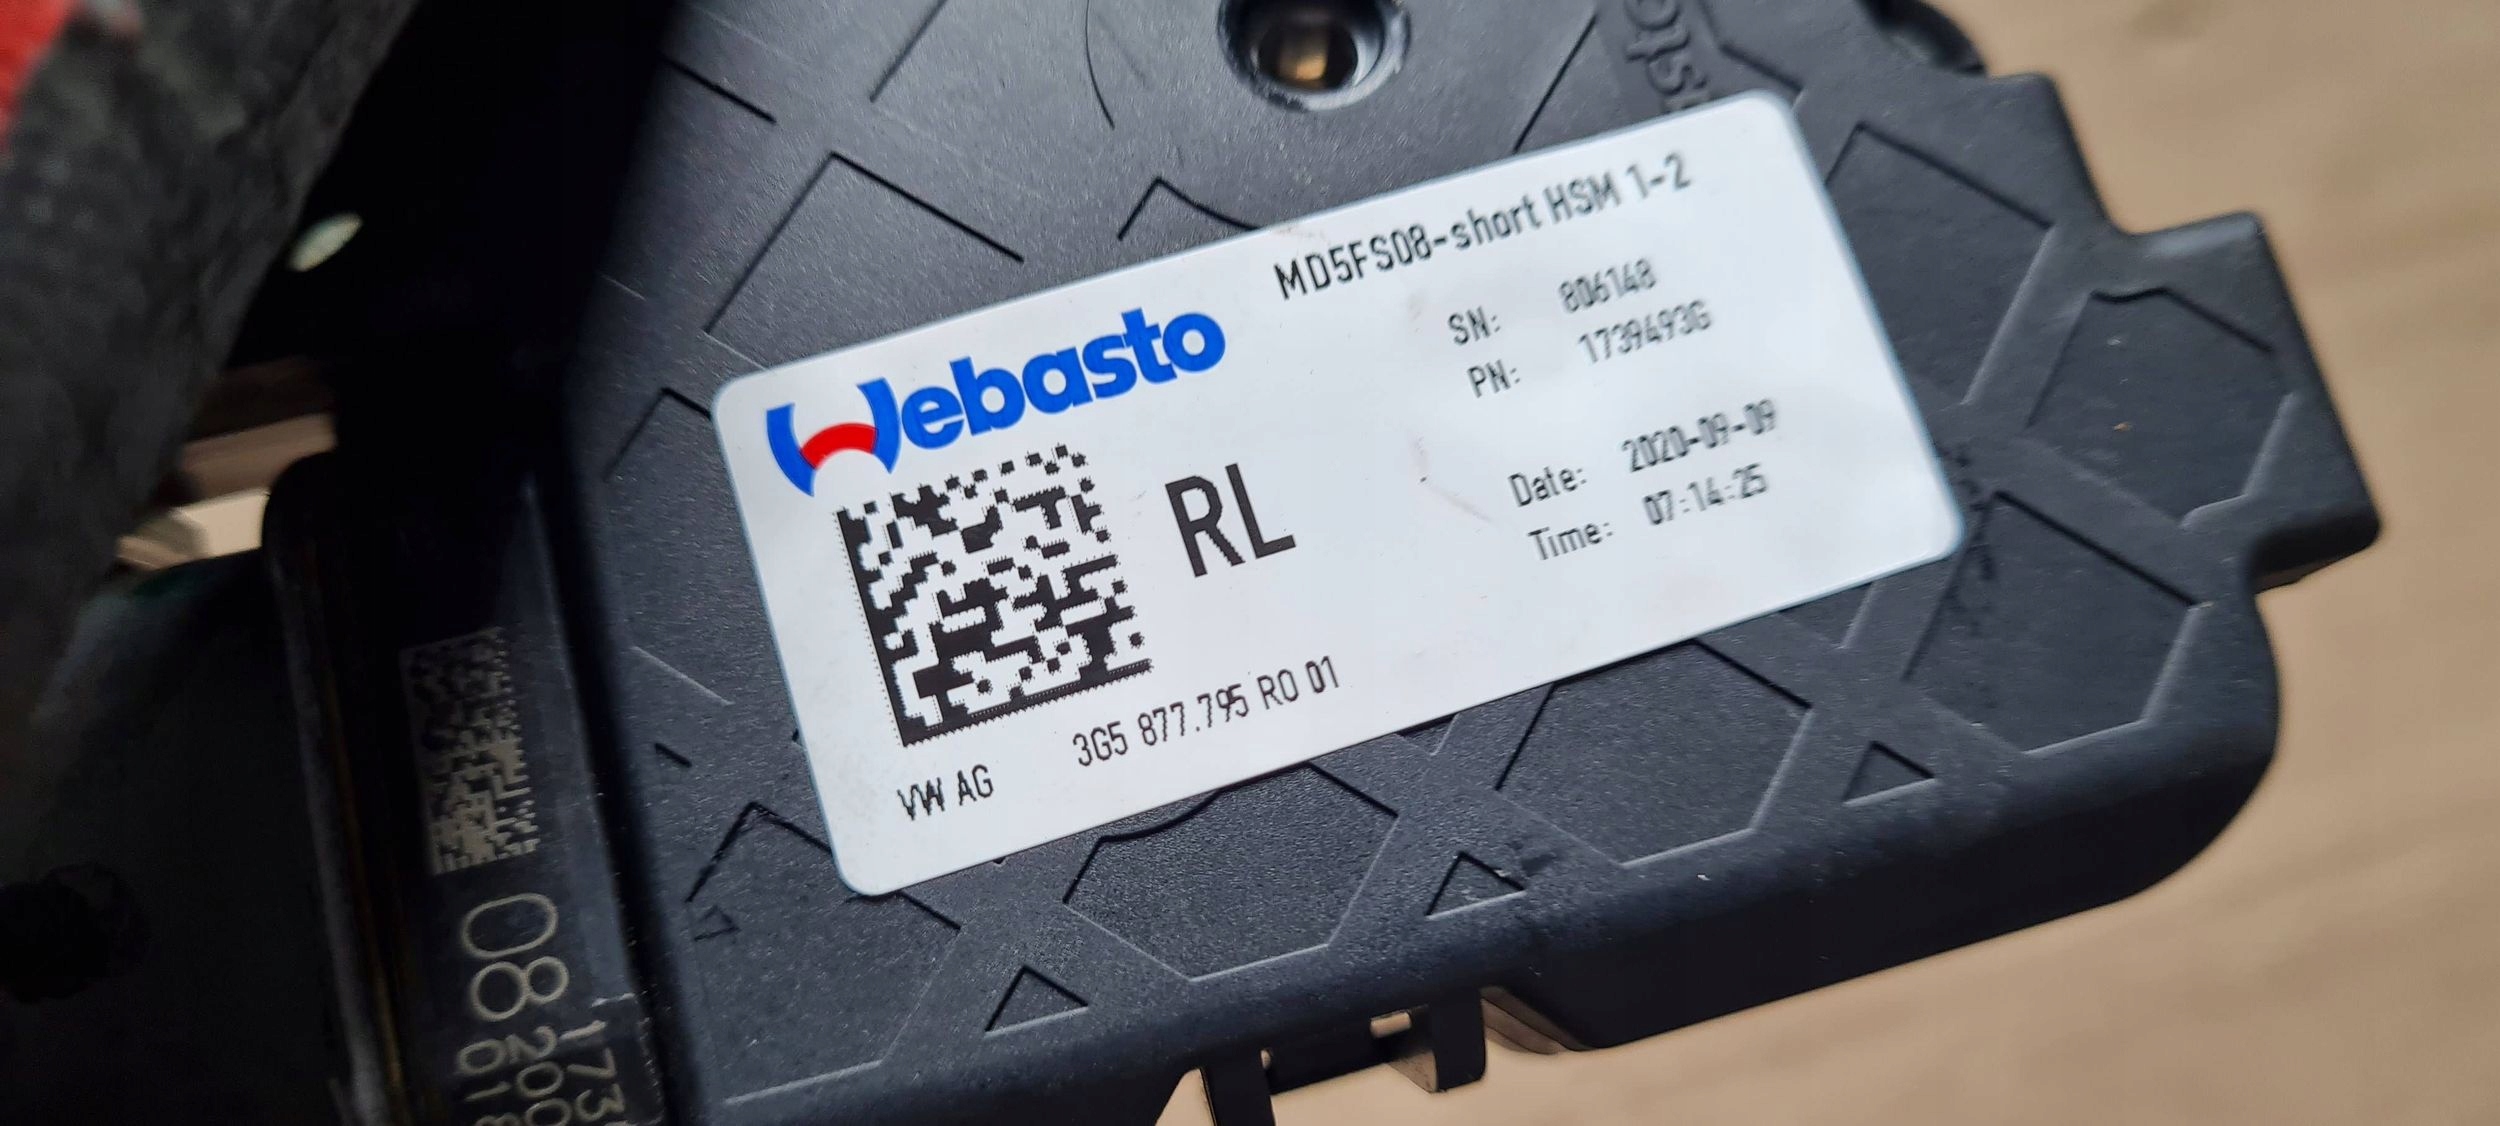 MD5FS08-short HSM 1-2
Webasto
SN: 806148
PN: 1739493G
RL
Date: 2020-09-09
Time: 07:14:25
3G5 877.795 RO 01
VW AG
08